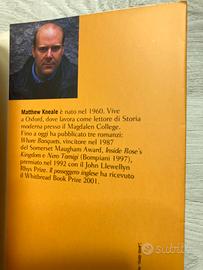 Matthew Kneale è nato nel 1960. Vive
a Oxford, dove lavora come lettore di Storia
moderna presso il Magdalen College.
Fino a oggi ha pubblicato tre romanzi:
Whore Banquets, vincitore nel 1987
del Somerset Maugham Award, Inside Rose's
Kingdom e Nero Tamigi (Bompiani 1997),
premiato nel 1992 con il John Llewellyn
Rhys Prize. Il passeggero inglese ha ricevuto
il Whitbread Book Prize 2001.
subito.it